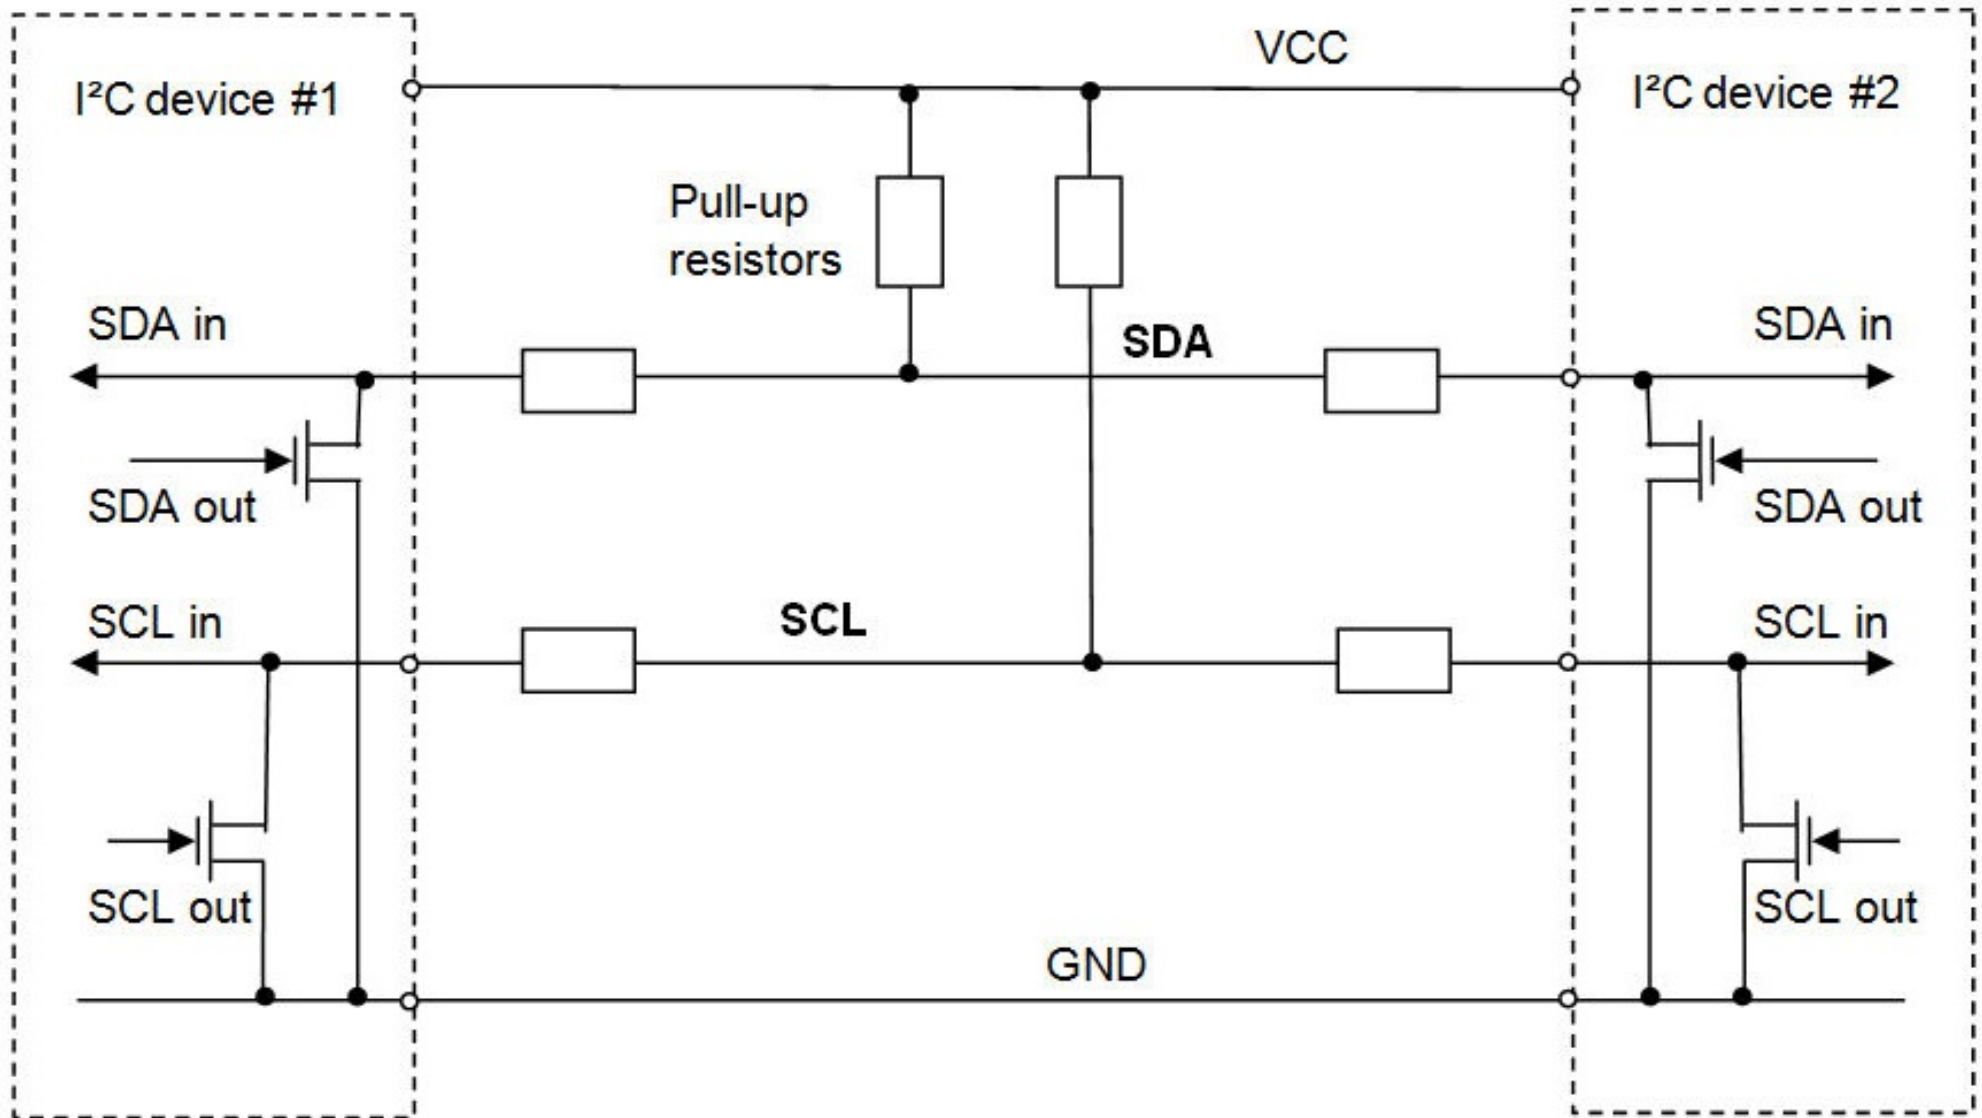 VCC
I²C device #1
I²C device #2
Pull-up
resistors
SDA in
SDA
SDA in
SDA out
SDA out
SCL in
SCL
SCL in
SCL out
SCL out
GND